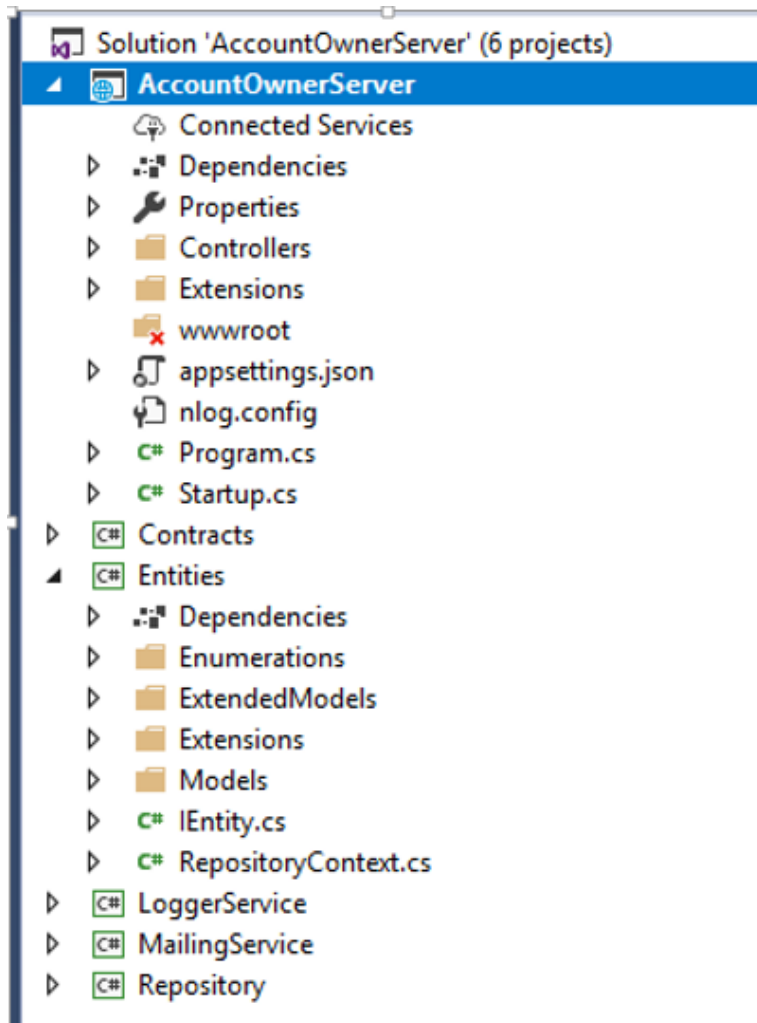 Solution 'AccountOwnerServer' (6 projects)
AccountOwnerServer
Connected Services
Dependencies
Properties
Controllers
Extensions
wwwroot
appsettings.json
nlog.config
C# Program.cs
C# Startup.cs
C# Contracts
C# Entities
Dependencies
Enumerations
ExtendedModels
Extensions
Models
C# IEntity.cs
C# RepositoryContext.cs
C# LoggerService
C# MailingService
C# Repository